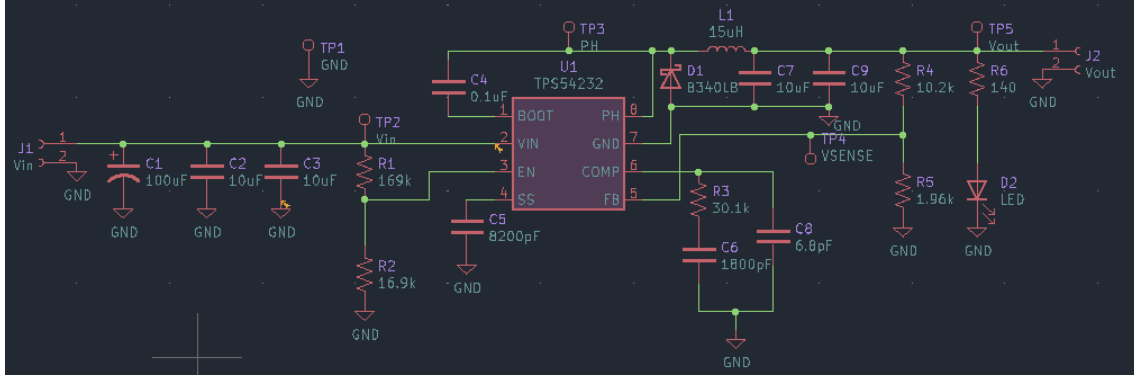 L1
15uH
TP1
GND
GND
TP3
PH
U1
TPS54232
C4
0.1uF
D1
B340LB
C7
10uF
C9
10uF
R4
10.2k
TP5
Vout
R6
140
1
2
J2
Vout
GND
1 BOOT PH 8
2 VIN GND 7
3 EN COMP 6
4 SS FB 5
GND
TP4
VSENSE
J1
Vin
1
2
GND
+
C1
100uF
GND
C2
10uF
GND
C3
10uF
GND
TP2
Vin
R1
169k
R2
16.9k
GND
C5
8200pF
GND
R3
30.1k
C6
1800pF
C8
6.8pF
GND
R5
1.96k
GND
D2
LED
GND